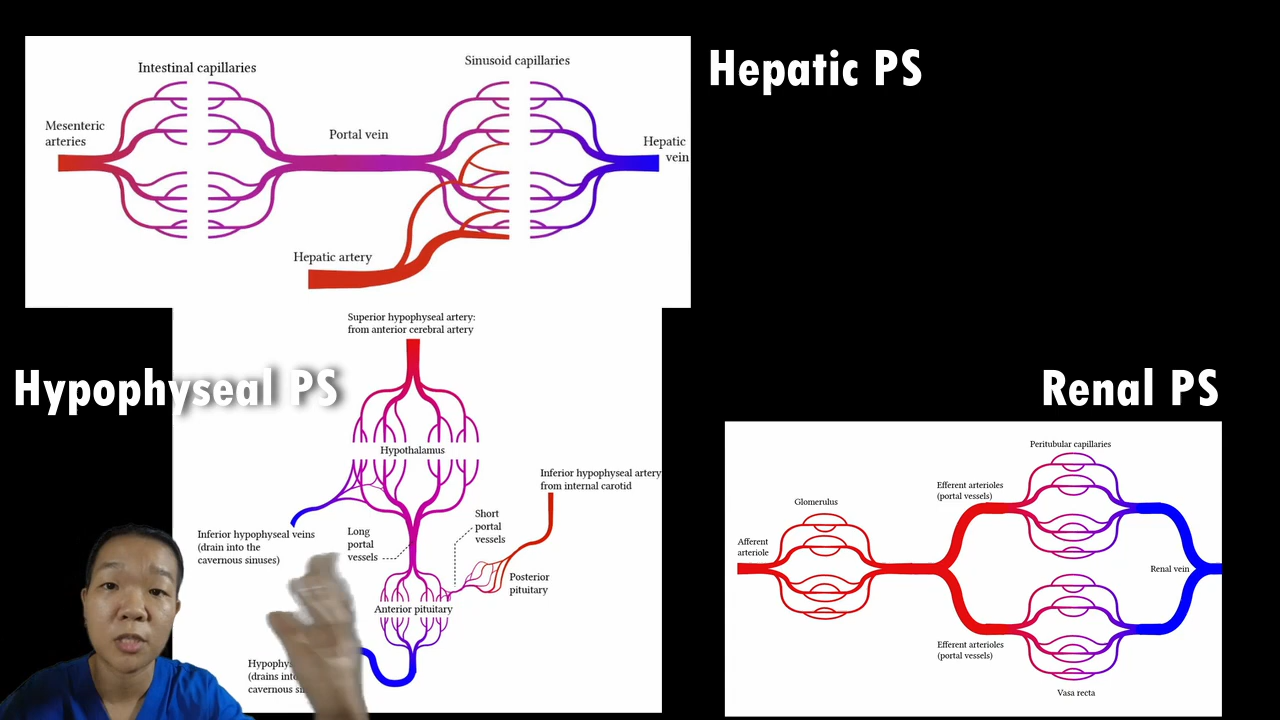 Hepatic PS
Intestinal capillaries
Sinusoid capillaries
Mesenteric
arteries
Portal vein
Hepatic
vein
Hepatic artery
Hypophyseal PS
Superior hypophyseal artery:
from anterior cerebral artery
Hypothalamus
Inferior hypophyseal artery
from internal carotid
Inferior hypophyseal veins
(drain into the
cavernous sinuses)
Long
portal
vessels
Short
portal
vessels
Posterior
pituitary
Anterior pituitary
(drains
cavernous
Renal PS
Peritubular capillaries
Efferent arterioles
(portal vessels)
Glomerulus
Afferent
arteriole
Renal vein
Efferent arterioles
(portal vessels)
Vasa recta